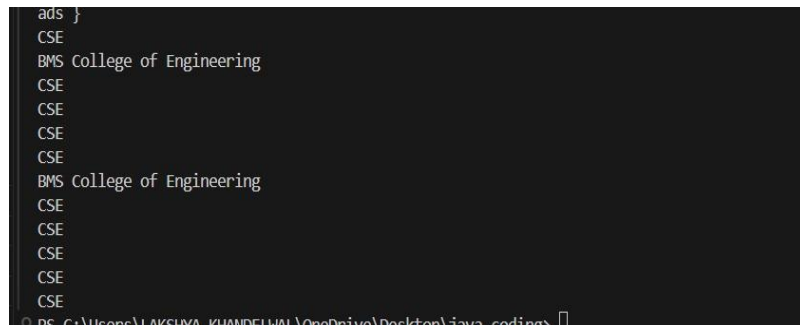 ads }
CSE
BMS College of Engineering
CSE
CSE
CSE
CSE
BMS College of Engineering
CSE
CSE
CSE
CSE
CSE
PS C:\Users\LAKSHYA KHANDELWAL\OneDrive\Desktop\java coding>